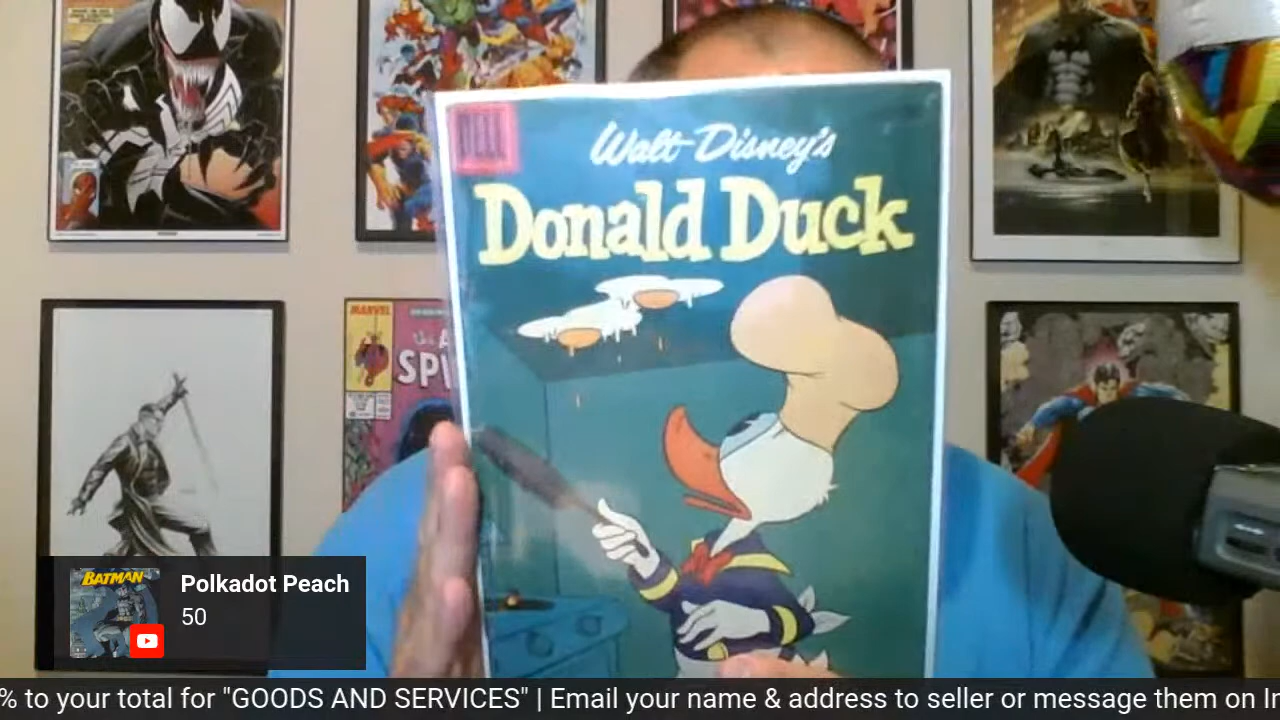 DELL
Walt Disney's
Donald Duck
MARVEL
SPI
BATMAN
Polkadot Peach
50
% to your total for "GOODS AND SERVICES" | Email your name & address to seller or message them on In